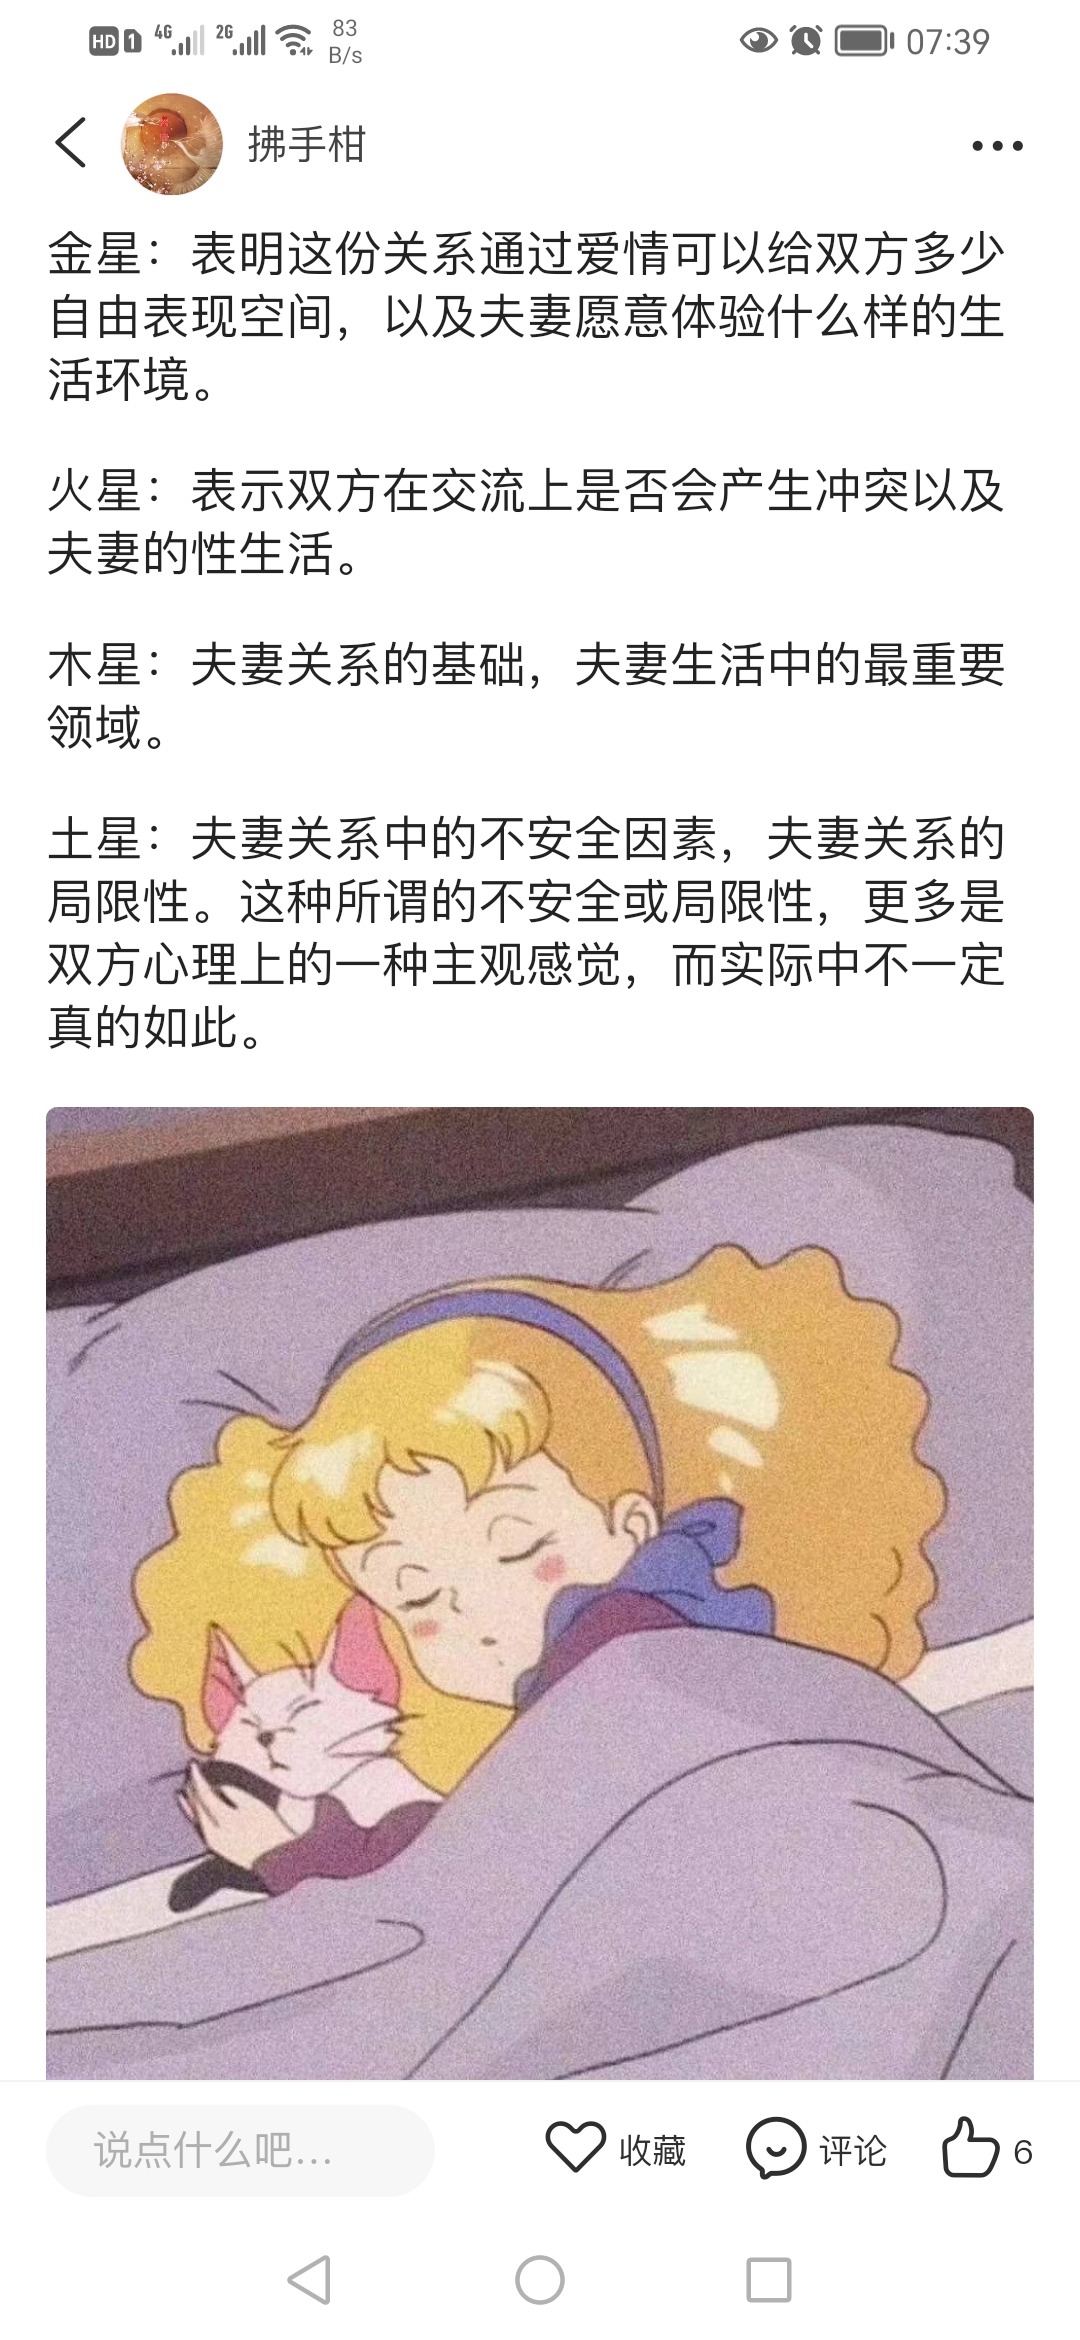 HD 1 4G 2G 83 B/s 07:39
拂手柑
金星：表明这份关系通过爱情可以给双方多少
自由表现空间，以及夫妻愿意体验什么样的生
活环境。
火星：表示双方在交流上是否会产生冲突以及
夫妻的性生活。
木星：夫妻关系的基础，夫妻生活中的最重要
领域。
土星：夫妻关系中的不安全因素，夫妻关系的
局限性。这种所谓的不安全或局限性，更多是
双方心理上的一种主观感觉，而实际中不一定
真的如此。
说点什么吧... 收藏 评论 6